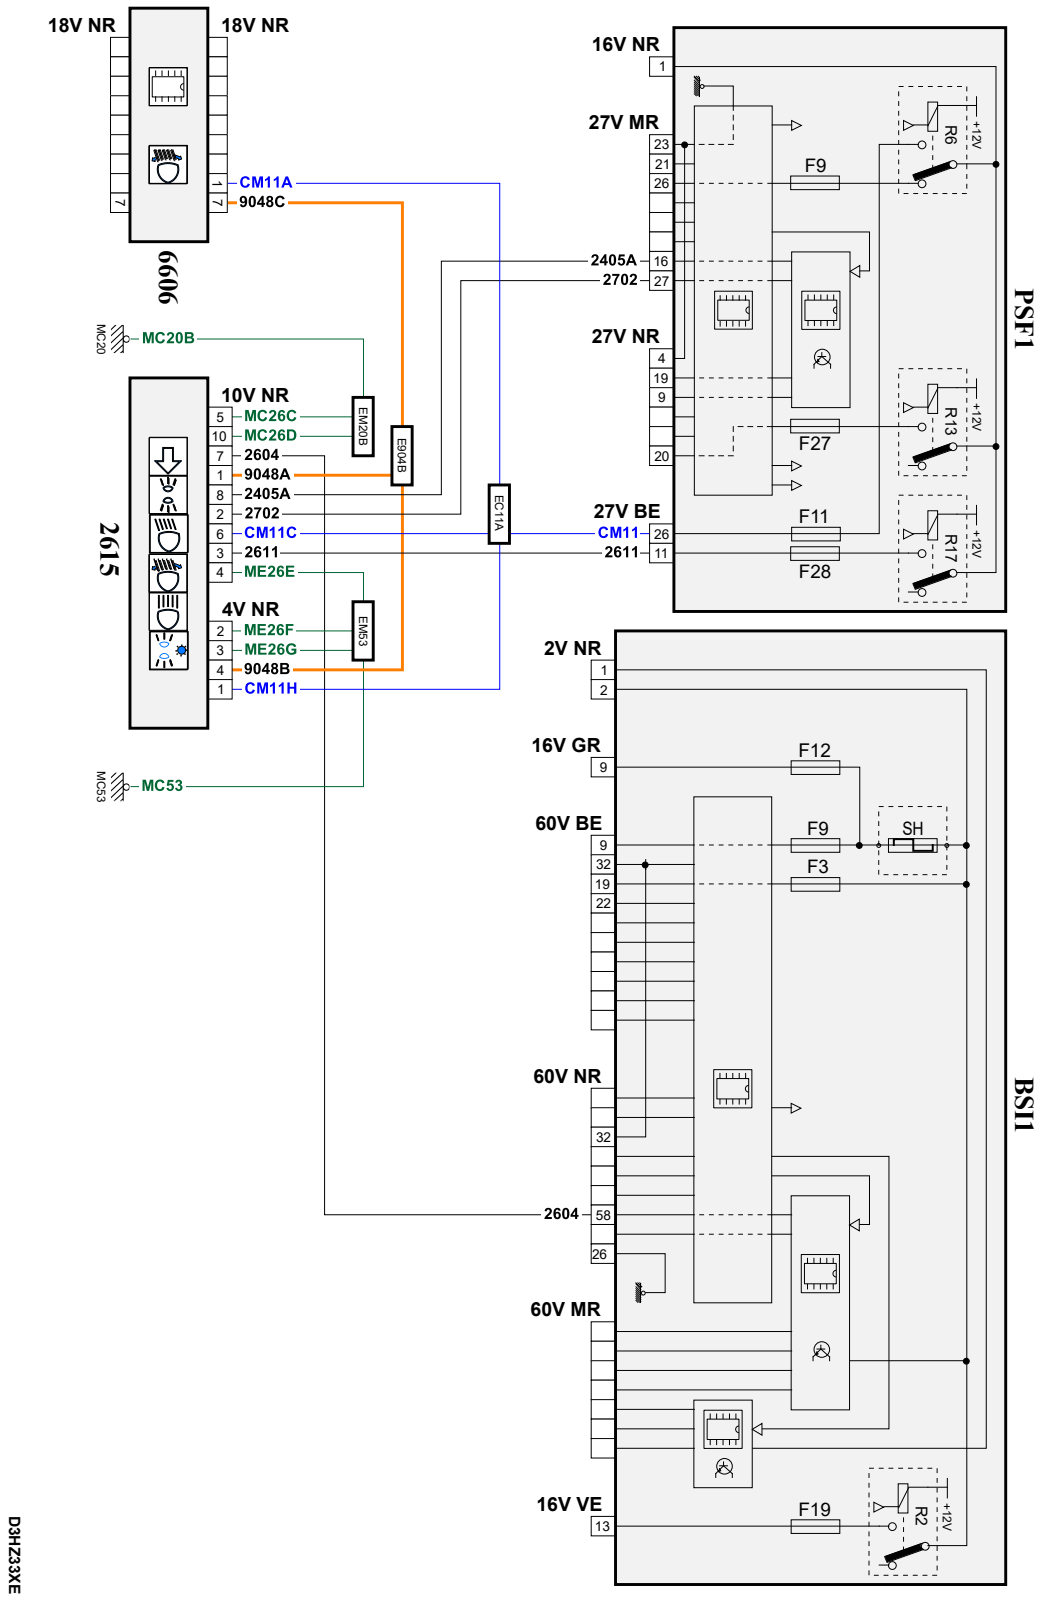 18V NR
18V NR
1
CM11A
7
7
9048C
6606
MC20
MC20B
10V NR
5
MC26C
10
MC26D
7
2604
1
9048A
8
2405A
2
2702
6
CM11C
3
2611
4
ME26E
2615
4V NR
2
ME26F
3
ME26G
4
9048B
1
CM11H
MC53
MC53
EM20B
E904B
EC11A
EM53
16V NR
1
27V MR
23
21
26
2405A
16
2702
27
27V NR
4
19
9
20
27V BE
CM11
26
2611
11
F9
F27
F11
F28
R6
+12V
R13
+12V
R17
+12V
PSF1
2V NR
1
2
16V GR
9
F12
60V BE
9
32
19
22
F9
SH
F3
60V NR
32
2604
58
26
60V MR
16V VE
13
F19
R2
+12V
BSI1
D3HZ33XE